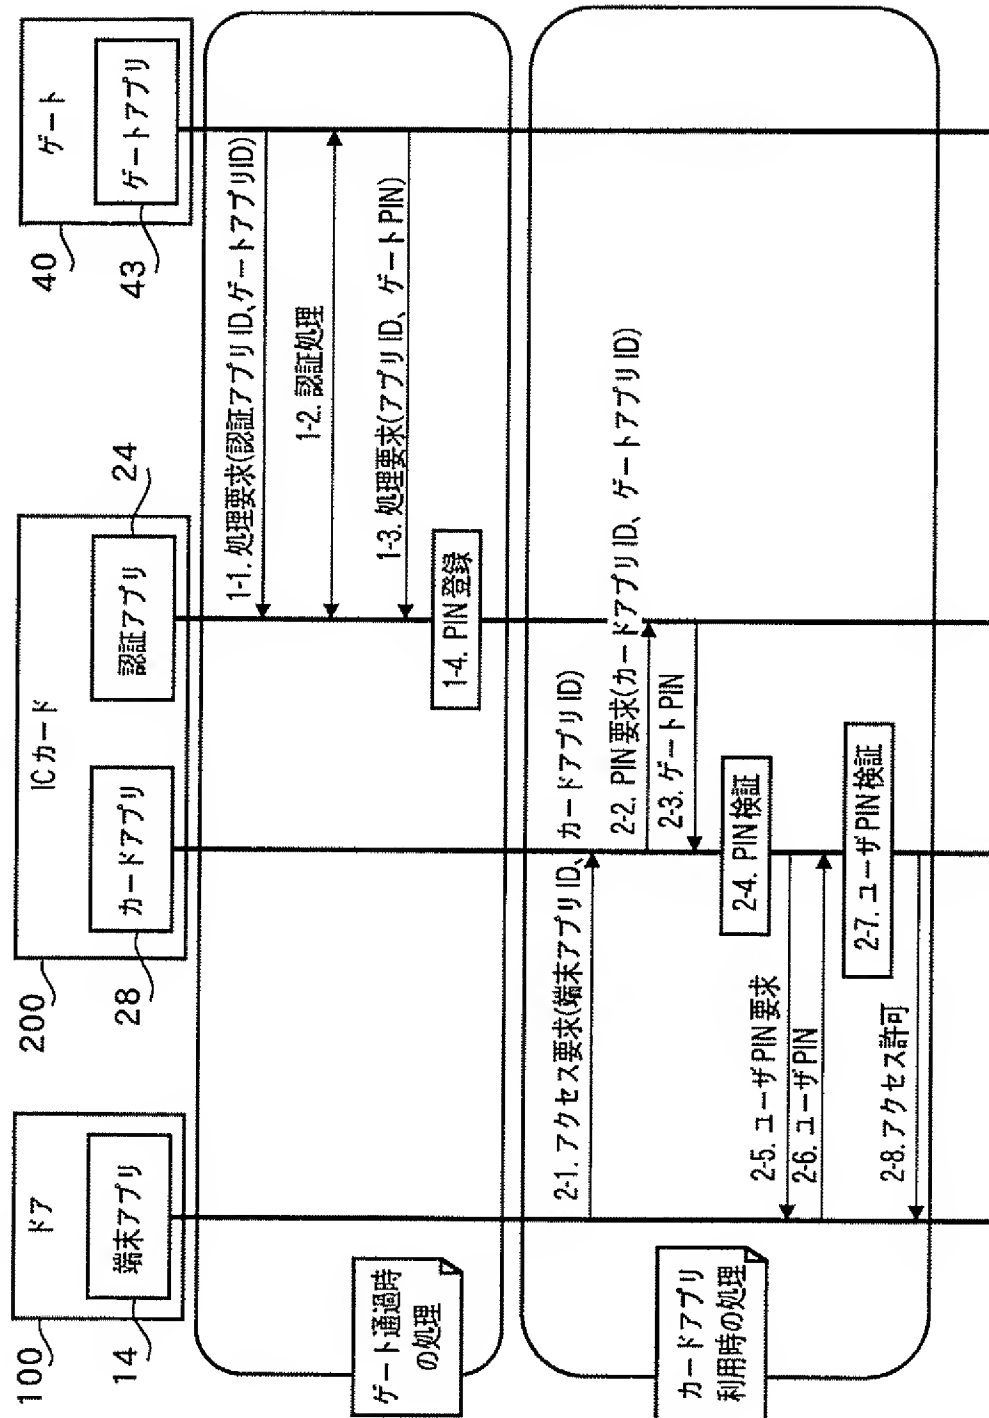 100
ドア
端末アプリ
14
200
ICカード
カードアプリ
28
認証アプリ
24
40
ゲート
ゲートアプリ
43
ゲート通過時
の処理
1-1. 処理要求(認証アプリID、ゲートアプリID)
1-2. 認証処理
1-3. 処理要求(アプリID、ゲートPIN)
1-4. PIN登録
カードアプリ
利用時の処理
2-1. アクセス要求(端末アプリID、カードアプリID)
2-2. PIN要求(カードアプリID、ゲートアプリID)
2-3. ゲートPIN
2-4. PIN検証
2-5. ユーザPIN要求
2-6. ユーザPIN
2-7. ユーザPIN検証
2-8. アクセス許可